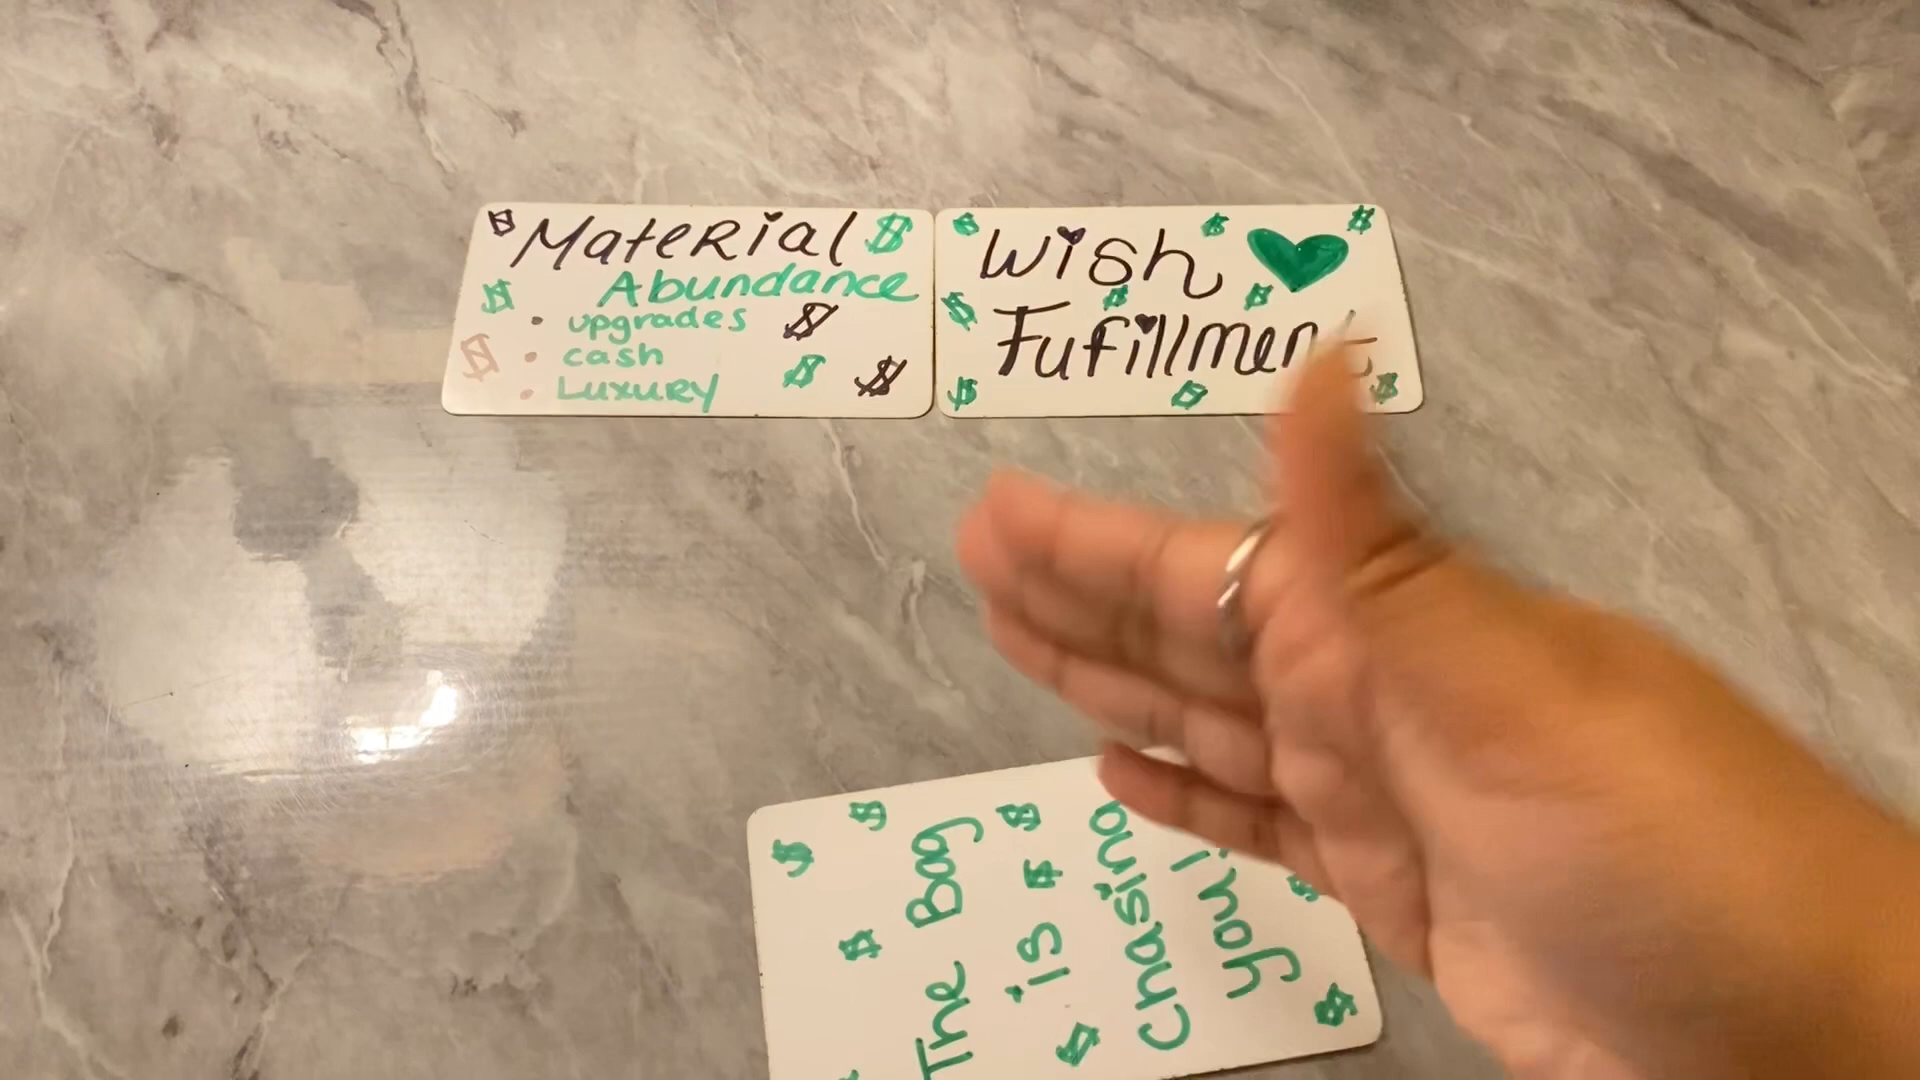 Material $
Abundance
• upgrades
• cash
• Luxury
Wish
Fufillment
The Bag
is
Chasing
You!